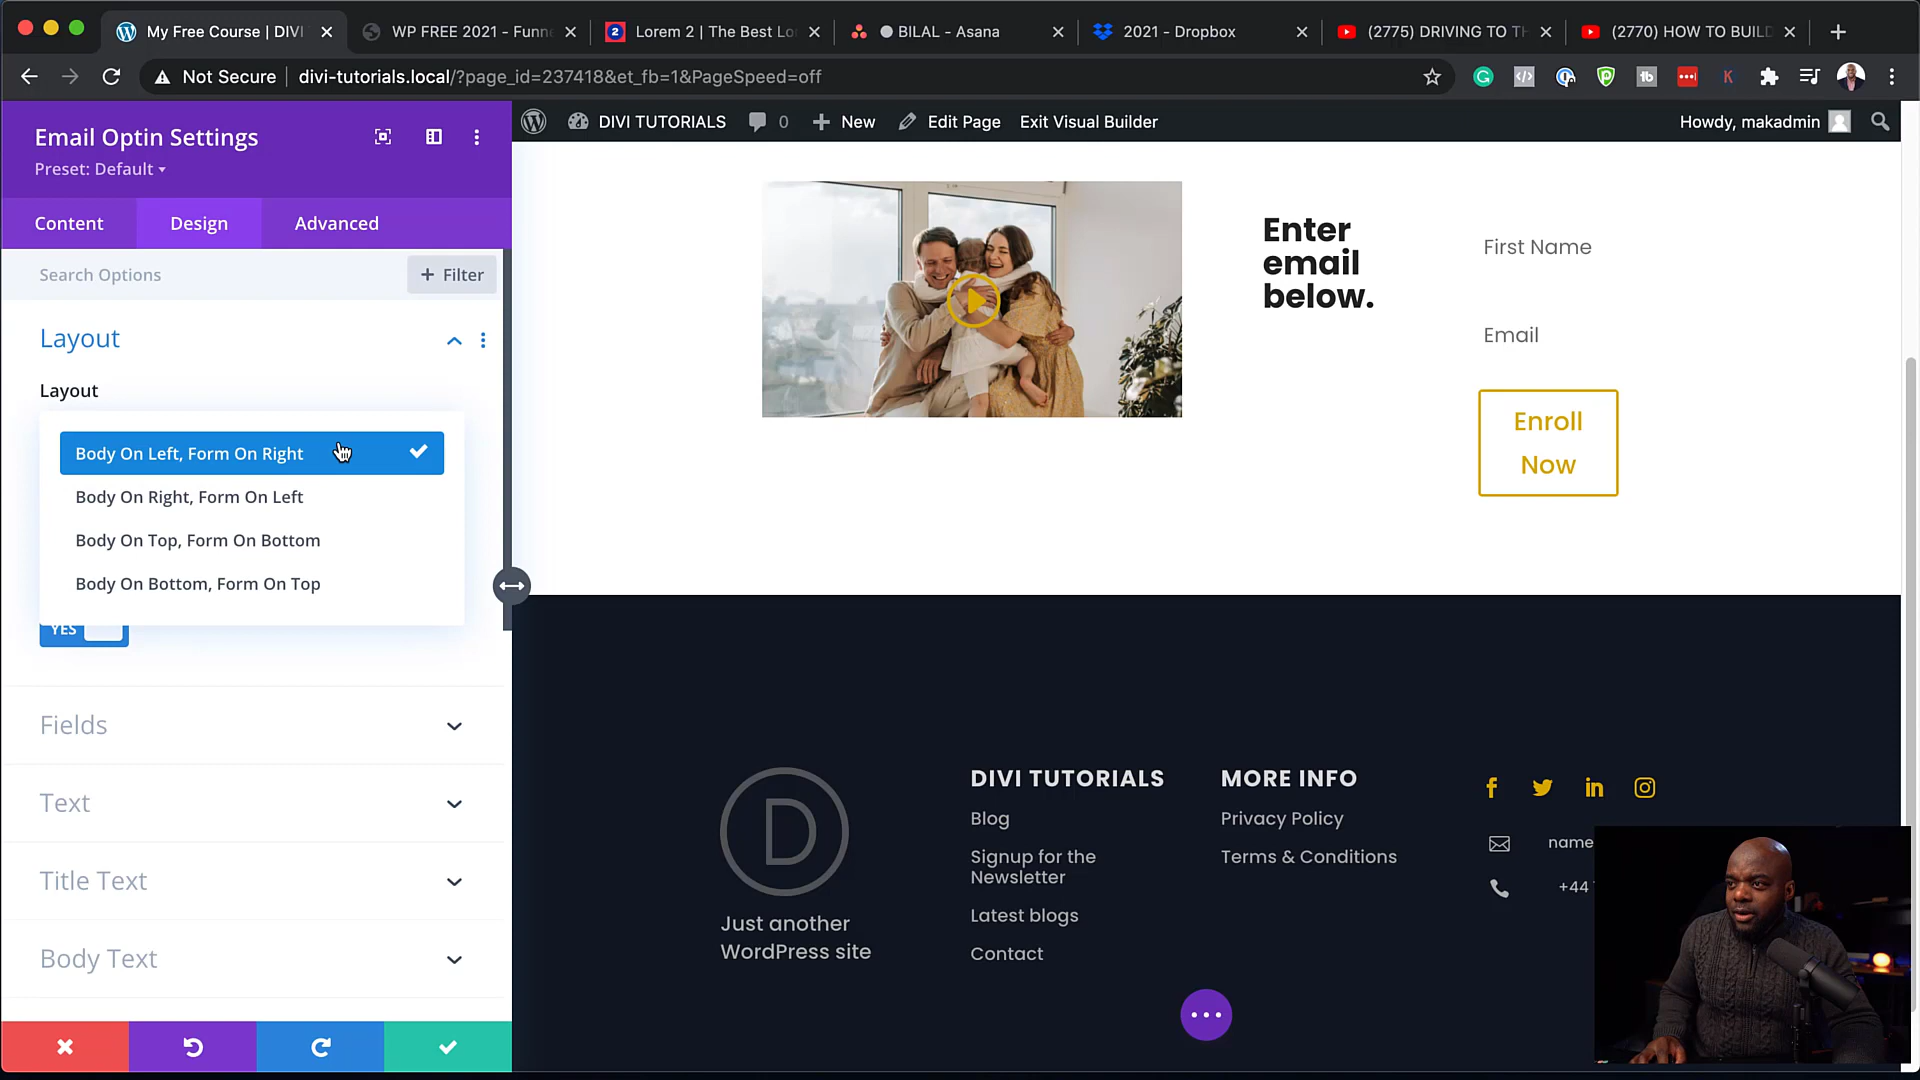 My Free Course | DIVI
WP FREE 2021 - Funne
2 Lorem 2 | The Best Lo
BILAL - Asana
2021 - Dropbox
(2775) DRIVING TO TH
(2770) HOW TO BUILD
Not Secure divi-tutorials.local/?page_id=237418&et_fb=1&PageSpeed=off
Email Optin Settings
Preset: Default
Content Design Advanced
Search Options + Filter
Layout
Layout
Body On Left, Form On Right
Body On Right, Form On Left
Body On Top, Form On Bottom
Body On Bottom, Form On Top
YES
Fields
Text
Title Text
Body Text
DIVI TUTORIALS 0 + New Edit Page Exit Visual Builder
Howdy, makadmin
Enter
email
below.
First Name
Email
Enroll
Now
D
Just another
WordPress site
DIVI TUTORIALS
Blog
Signup for the
Newsletter
Latest blogs
Contact
MORE INFO
Privacy Policy
Terms & Conditions
name
+44